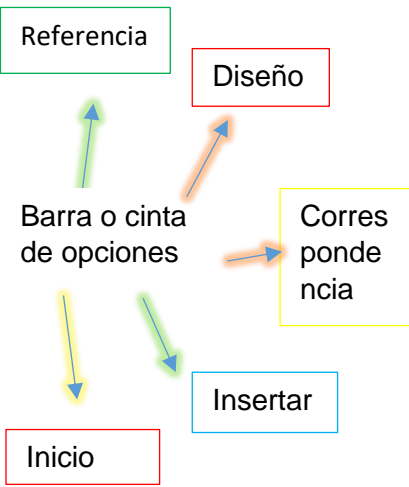 Referencia
Diseño
Barra o cinta
de opciones
Corres
ponde
ncia
Insertar
Inicio